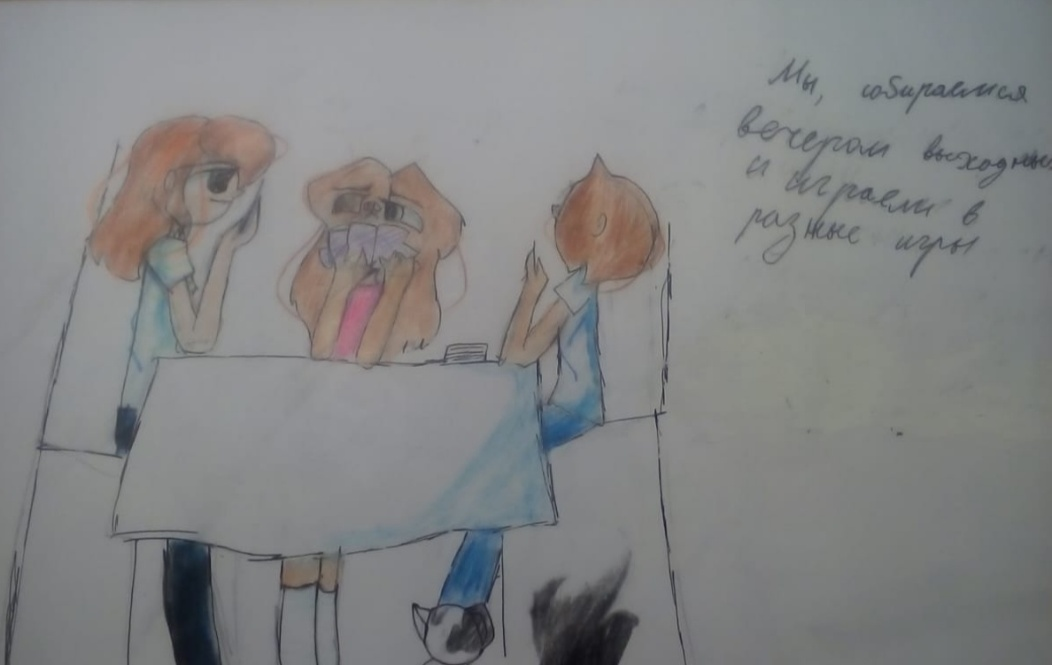 Мы, собираемся
вечером выходных
и играем в
разные игры